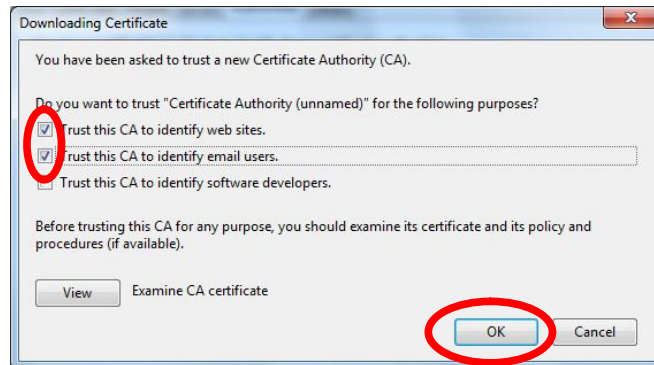 Downloading Certificate
x
You have been asked to trust a new Certificate Authority (CA).
Do you want to trust "Certificate Authority (unnamed)" for the following purposes?
Trust this CA to identify web sites.
Trust this CA to identify email users.
Trust this CA to identify software developers.
Before trusting this CA for any purpose, you should examine its certificate and its policy and
procedures (if available).
View
Examine CA certificate
OK
Cancel